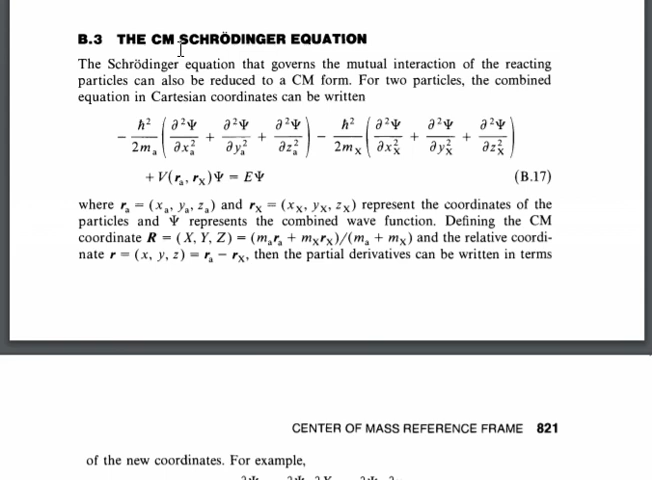 B.3 THE CM SCHRÖDINGER EQUATION
The Schrödinger equation that governs the mutual interaction of the reacting
particles can also be reduced to a CM form. For two particles, the combined
equation in Cartesian coordinates can be written
− ħ²/2mₐ (∂²Ψ/∂xₐ² + ∂²Ψ/∂yₐ² + ∂²Ψ/∂zₐ²) − ħ²/2m_X (∂²Ψ/∂x_X² + ∂²Ψ/∂y_X² + ∂²Ψ/∂z_X²)
+ V(rₐ, r_X)Ψ = EΨ (B.17)
where rₐ = (xₐ, yₐ, zₐ) and r_X = (x_X, y_X, z_X) represent the coordinates of the
particles and Ψ represents the combined wave function. Defining the CM
coordinate R = (X, Y, Z) = (mₐrₐ + m_Xr_X)/(mₐ + m_X) and the relative coordi-
nate r = (x, y, z) = rₐ − r_X, then the partial derivatives can be written in terms
CENTER OF MASS REFERENCE FRAME 821
of the new coordinates. For example,